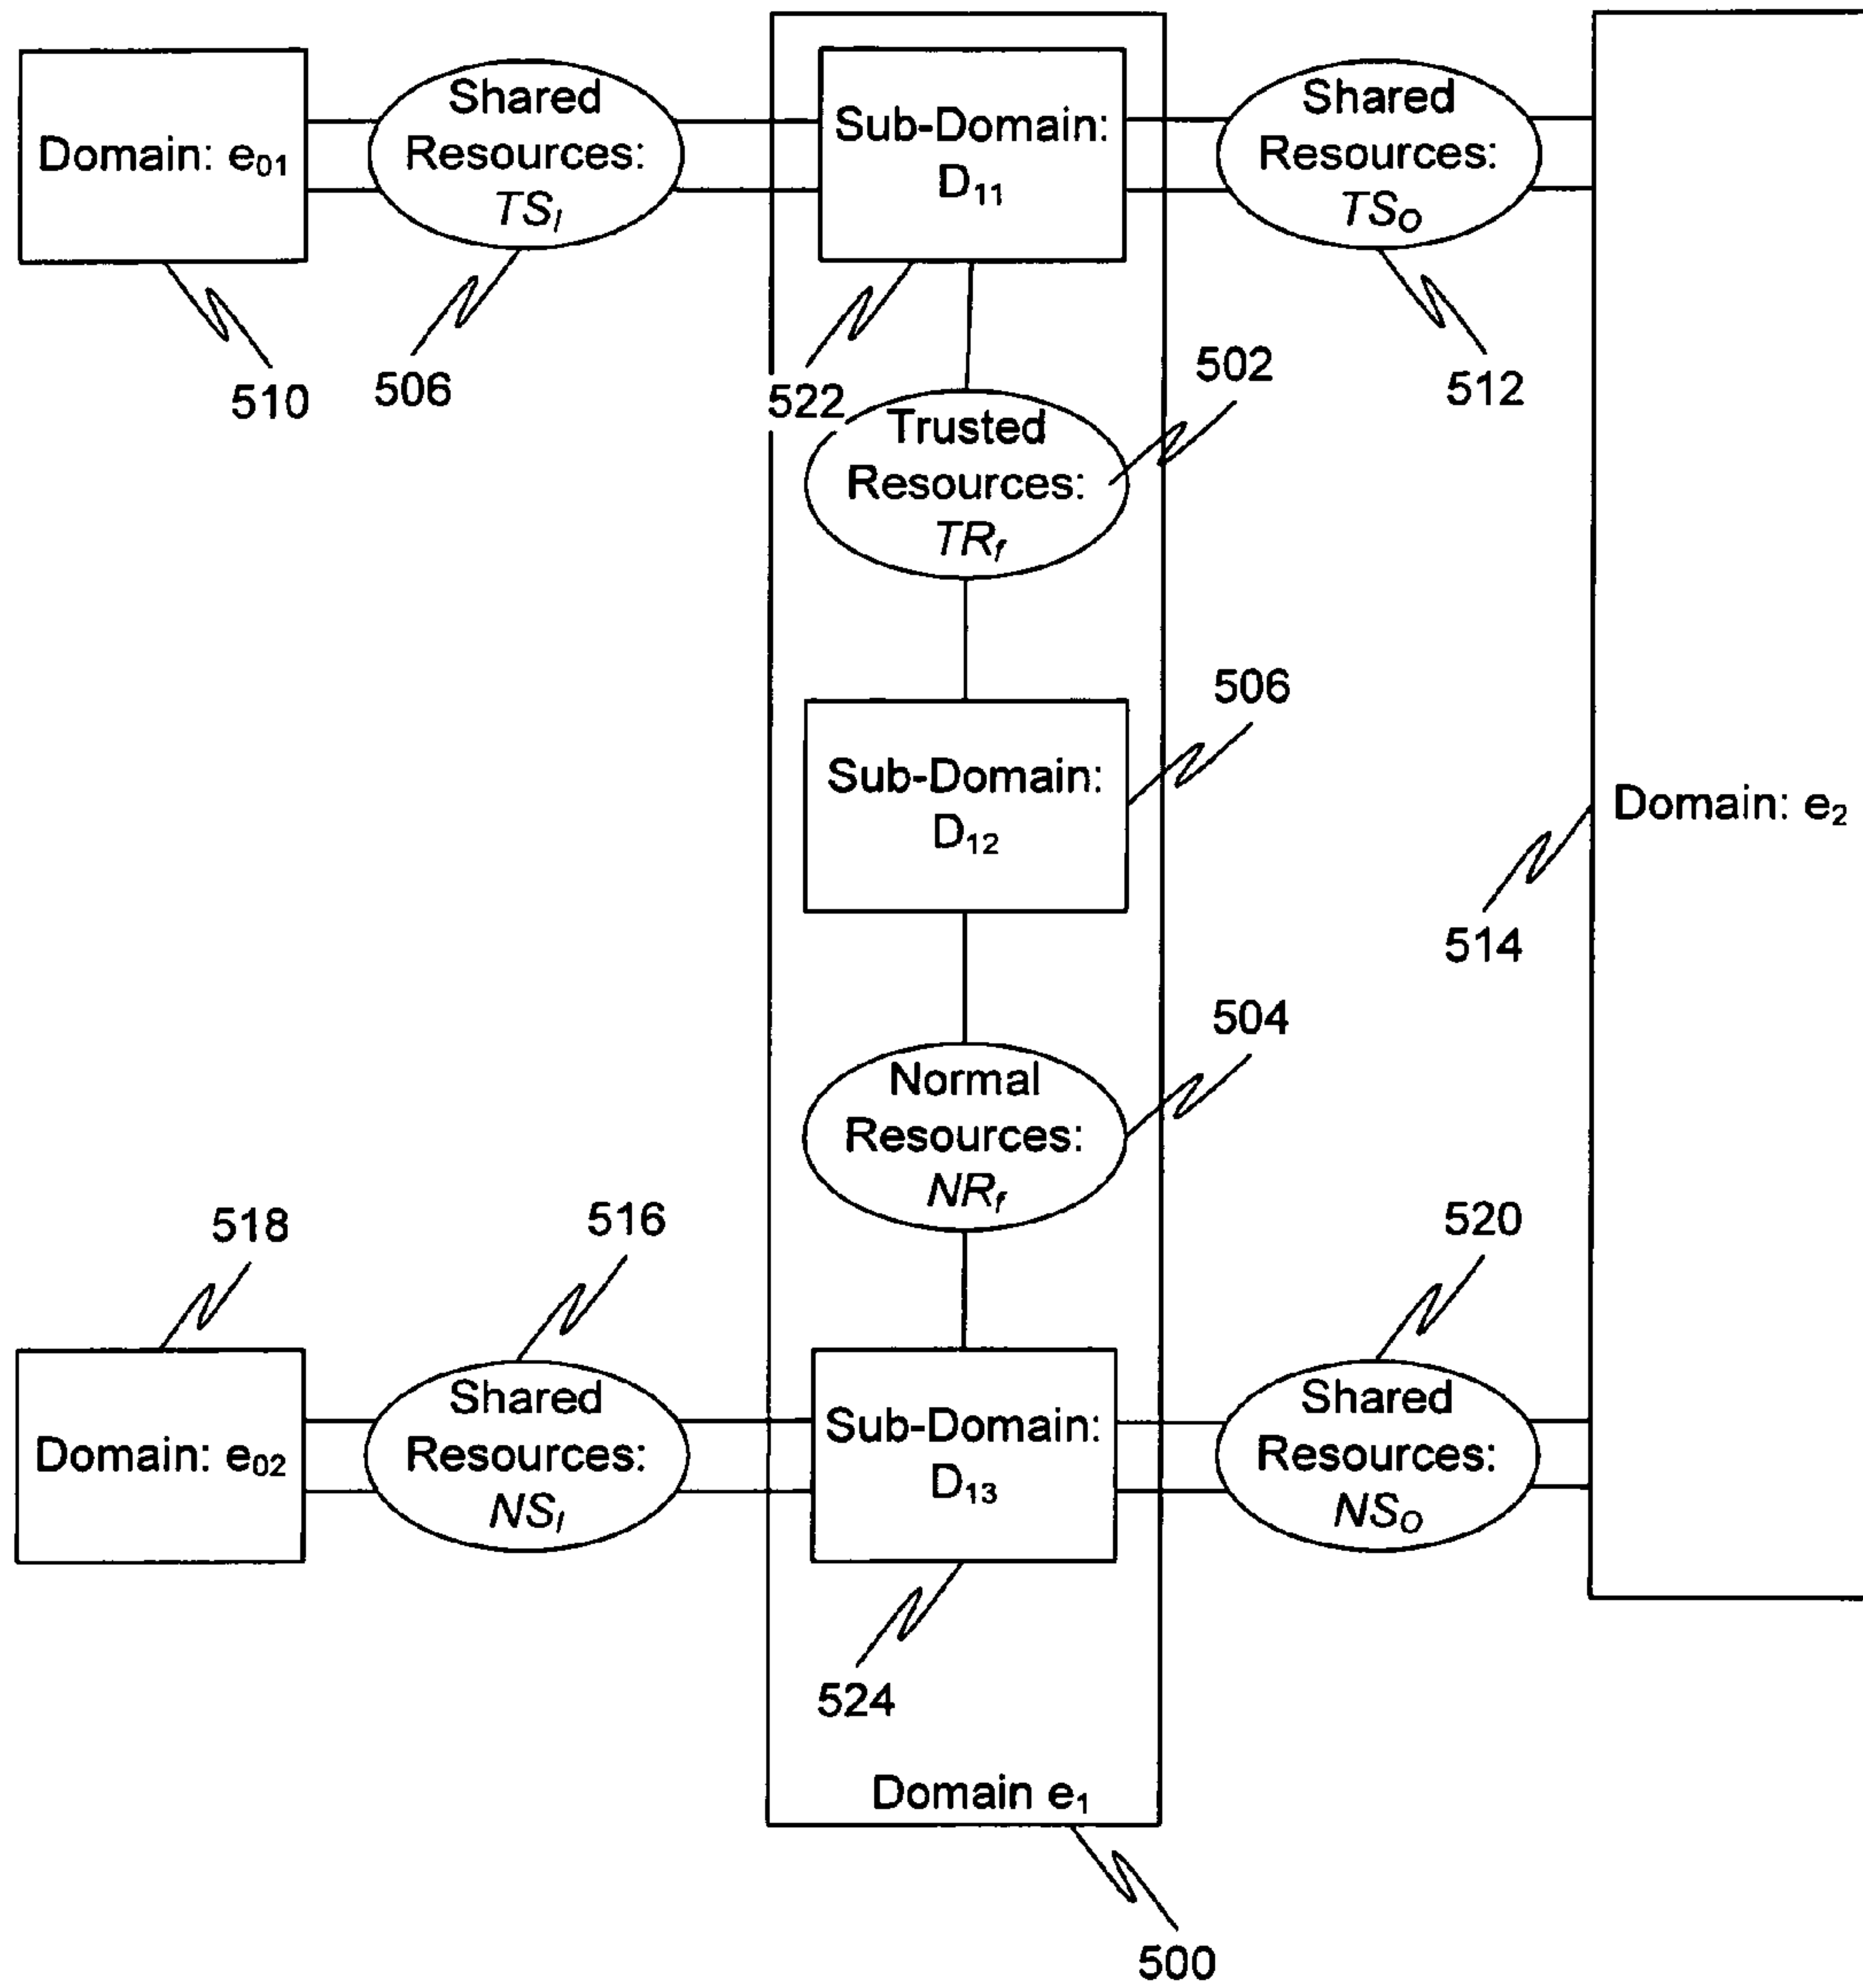 Domain: e01
Shared
Resources:
TSI
Sub-Domain:
D11
Shared
Resources:
TSO
510
506
522
502
512
Trusted
Resources:
TRf
506
Sub-Domain:
D12
Domain: e2
514
504
Normal
Resources:
NRf
518
516
520
Domain: e02
Shared
Resources:
NSI
Sub-Domain:
D13
Shared
Resources:
NSO
524
Domain e1
500